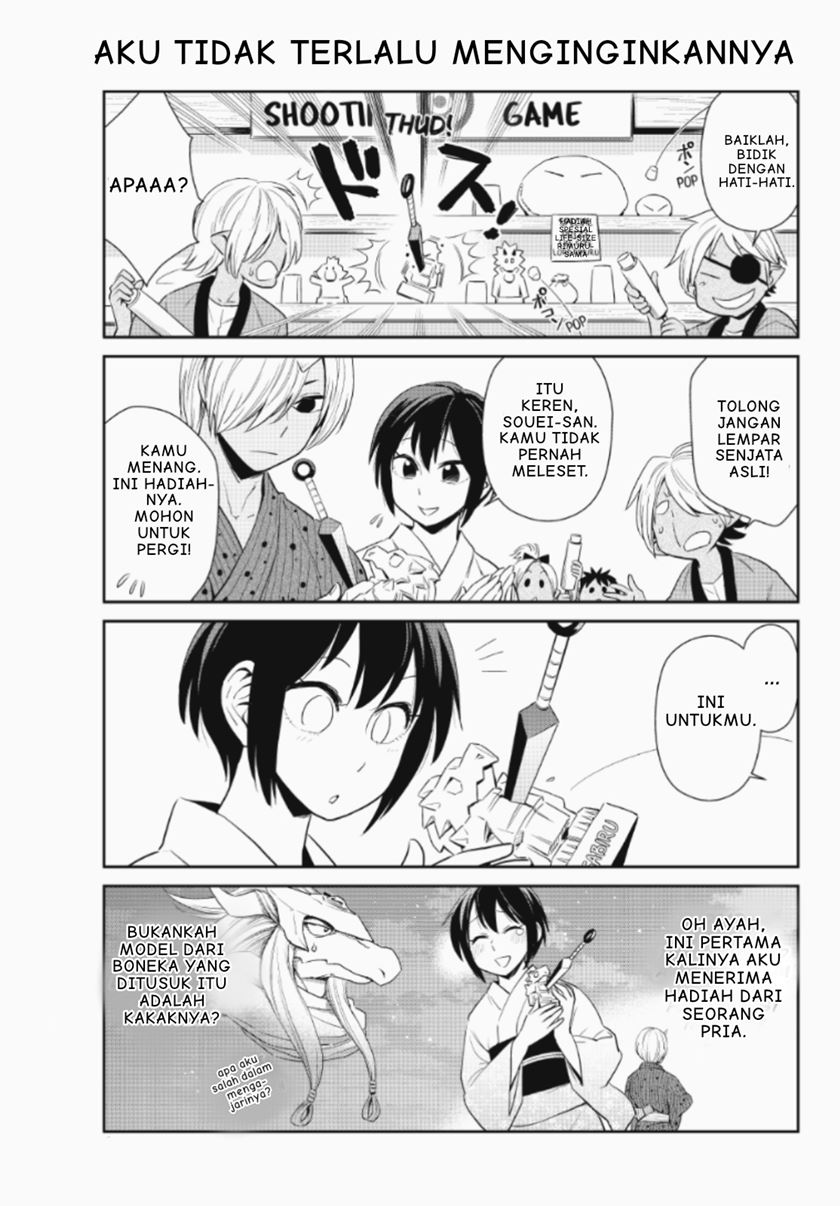 AKU TIDAK TERLALU MENGINGINKANNYA
BAIKLAH,
BIDIK
DENGAN
HATI-HATI.
ポン
POP
SHOOTI
THUD!
GAME
ドス!
SPESIAL
LIFE-SIZE
RIMURU-
SAMA
ポコン
POP
APAAA?
TOLONG
JANGAN
LEMPAR
SENJATA
ASLI!
ITU
KEREN,
SOUEI-SAN.
KAMU TIDAK
PERNAH
MELESET.
KAMU
MENANG.
INI HADIAH-
NYA.
MOHON
UNTUK
PERGI!
...
INI
UNTUKMU.
GABIRU
OH AYAH,
INI PERTAMA
KALINYA AKU
MENERIMA
HADIAH DARI
SEORANG
PRIA.
BUKANKAH
MODEL DARI
BONEKA YANG
DITUSUK ITU
ADALAH
KAKAKNYA?
apa aku
salah dalam
menga-
jarinya?